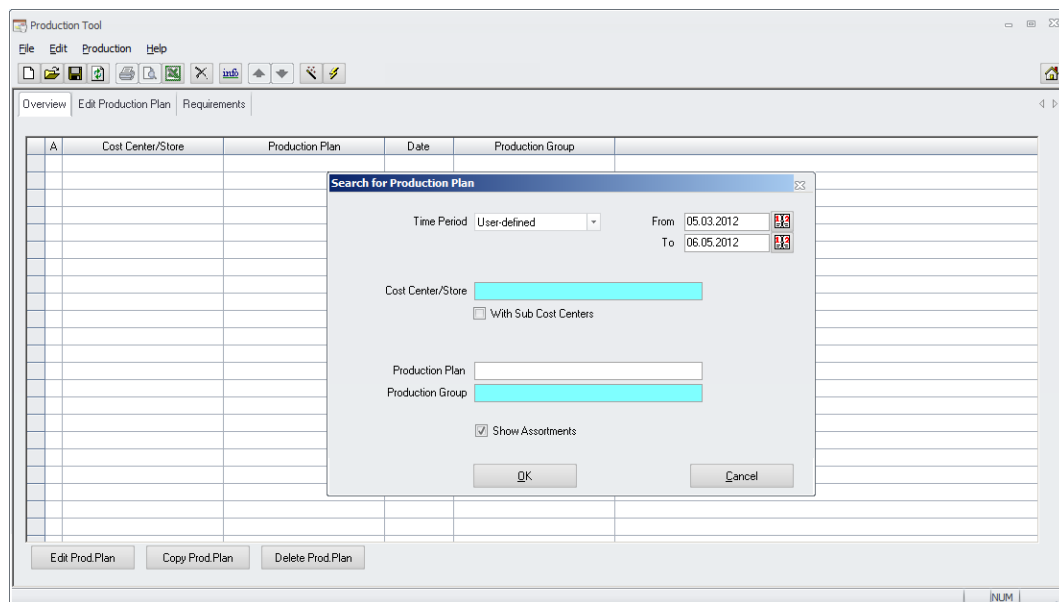 Production Tool
File Edit Production Help
info
Overview Edit Production Plan Requirements
A Cost Center/Store Production Plan Date Production Group
Search for Production Plan
Time Period User-defined From 05.03.2012
To 06.05.2012
Cost Center/Store
With Sub Cost Centers
Production Plan
Production Group
Show Assortments
OK Cancel
Edit Prod.Plan Copy Prod.Plan Delete Prod.Plan
NUM